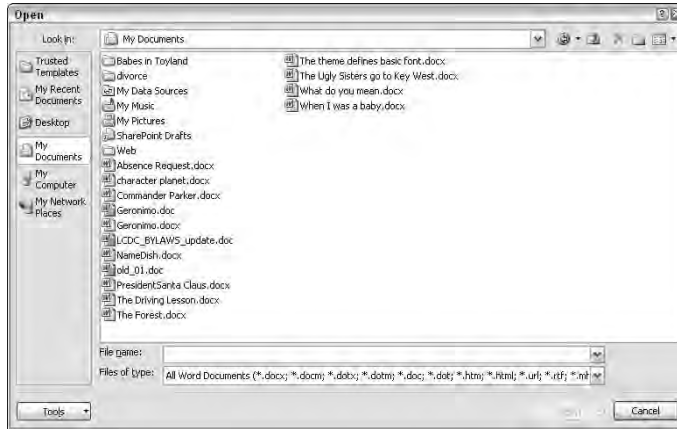 Open
Look in:
My Documents
Trusted
Templates
My Recent
Documents
Desktop
My
Documents
My
Computer
My Network
Places
Babes in Toyland
divorce
My Data Sources
My Music
My Pictures
SharePoint Drafts
Web
Absence Request.docx
character planet.docx
Commander Parker.docx
Geronimo.doc
Geronimo.docx
LCDC_BYLAWS_update.doc
NameDish.docx
old_01.doc
PresidentSanta Claus.docx
The Driving Lesson.docx
The Forest.docx
The theme defines basic font.docx
The Ugly Sisters go to Key West.docx
What do you mean.docx
When I was a baby.docx
File name:
Files of type:
All Word Documents (*.docx; *.docm; *.dotx; *.dotm; *.doc; *.dot; *.htm; *.html; *.url; *.rtf; *.mh
Tools
Cancel